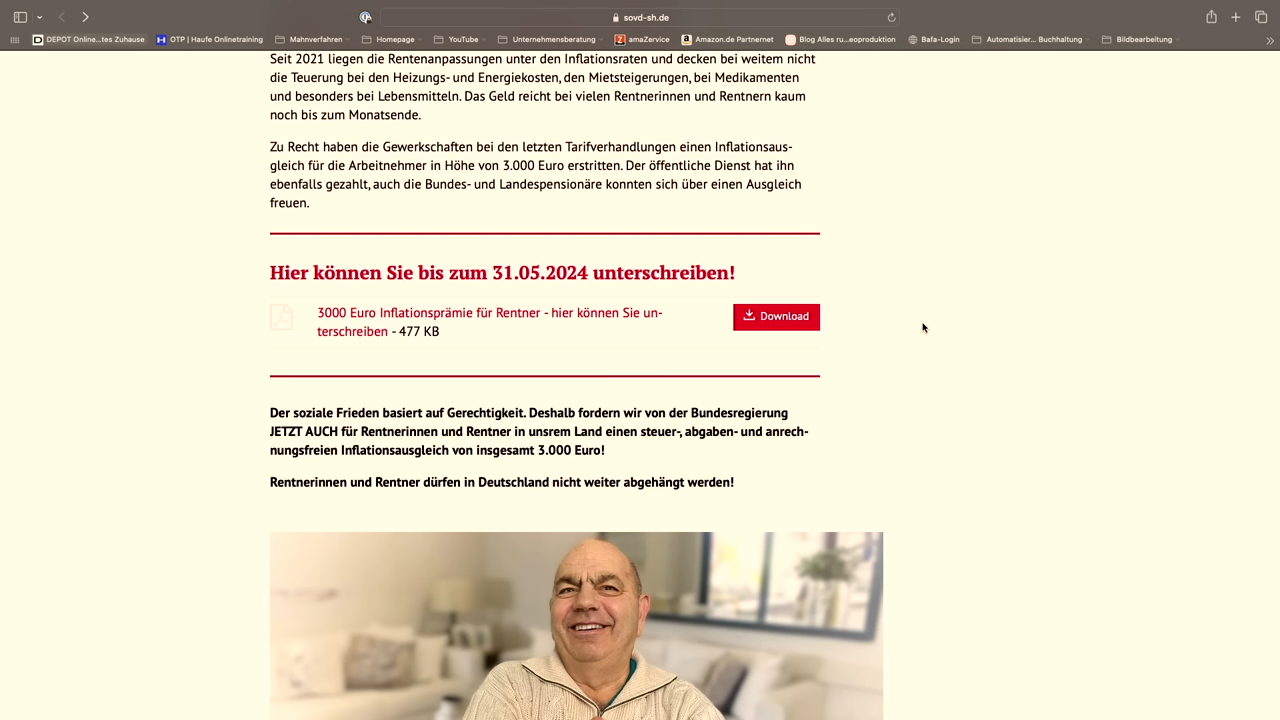 sovd-sh.de
DEPOT Online...tes Zuhause
OTP | Haufe Onlinetraining
Mahnverfahren
Homepage
YouTube
Unternehmensberatung
amaZervice
Amazon.de Partnernet
Blog Alles ru...eoproduktion
Bafa-Login
Automatisier... Buchhaltung
Bildbearbeitung
Seit 2021 liegen die Rentenanpassungen unter den Inflationsraten und decken bei weitem nicht
die Teuerung bei den Heizungs- und Energiekosten, den Mietsteigerungen, bei Medikamenten
und besonders bei Lebensmitteln. Das Geld reicht bei vielen Rentnerinnen und Rentnern kaum
noch bis zum Monatsende.
Zu Recht haben die Gewerkschaften bei den letzten Tarifverhandlungen einen Inflationsaus-
gleich für die Arbeitnehmer in Höhe von 3.000 Euro erstritten. Der öffentliche Dienst hat ihn
ebenfalls gezahlt, auch die Bundes- und Landespensionäre konnten sich über einen Ausgleich
freuen.
Hier können Sie bis zum 31.05.2024 unterschreiben!
3000 Euro Inflationsprämie für Rentner - hier können Sie un-
terschreiben - 477 KB
Download
Der soziale Frieden basiert auf Gerechtigkeit. Deshalb fordern wir von der Bundesregierung
JETZT AUCH für Rentnerinnen und Rentner in unsrem Land einen steuer-, abgaben- und anrech-
nungsfreien Inflationsausgleich von insgesamt 3.000 Euro!
Rentnerinnen und Rentner dürfen in Deutschland nicht weiter abgehängt werden!